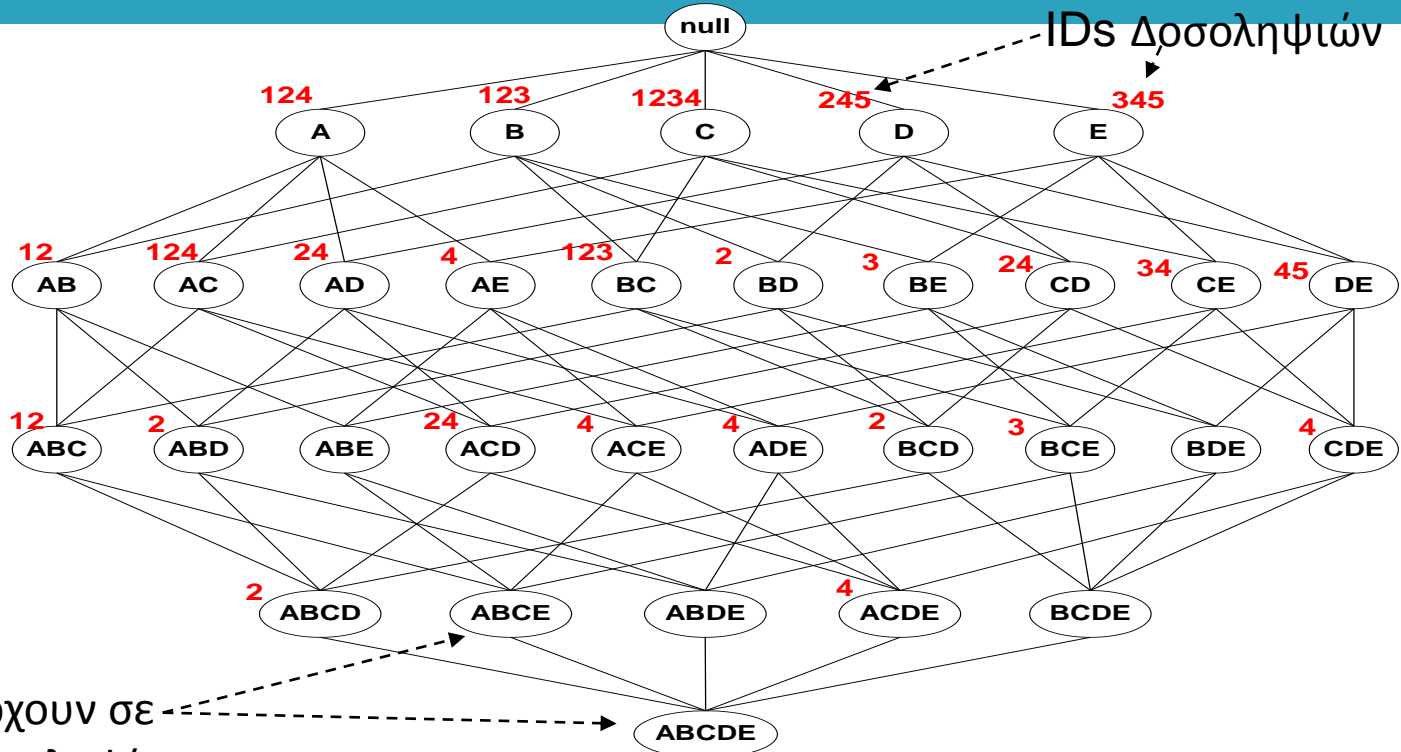 null
IDs Δοσοληψιών
124 123 1234 245 345
A B C D E
12 124 24 4 123 2 3 24 34 45
AB AC AD AE BC BD BE CD CE DE
12 2 24 4 4 2 3 4
ABC ABD ABE ACD ACE ADE BCD BCE BDE CDE
2 4
ABCD ABCE ABDE ACDE BCDE
σε
ABCDE